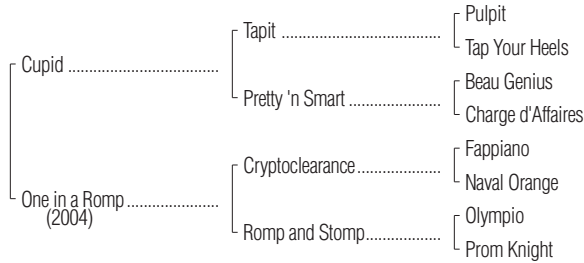 Pulpit
Tapit ................................
Tap Your Heels
Cupid .....................................
Beau Genius
Pretty 'n Smart ......................
Charge d'Affaires
Fappiano
Cryptoclearance....................
Naval Orange
One in a Romp ......................
(2004)
Olympio
Romp and Stomp..................
Prom Knight